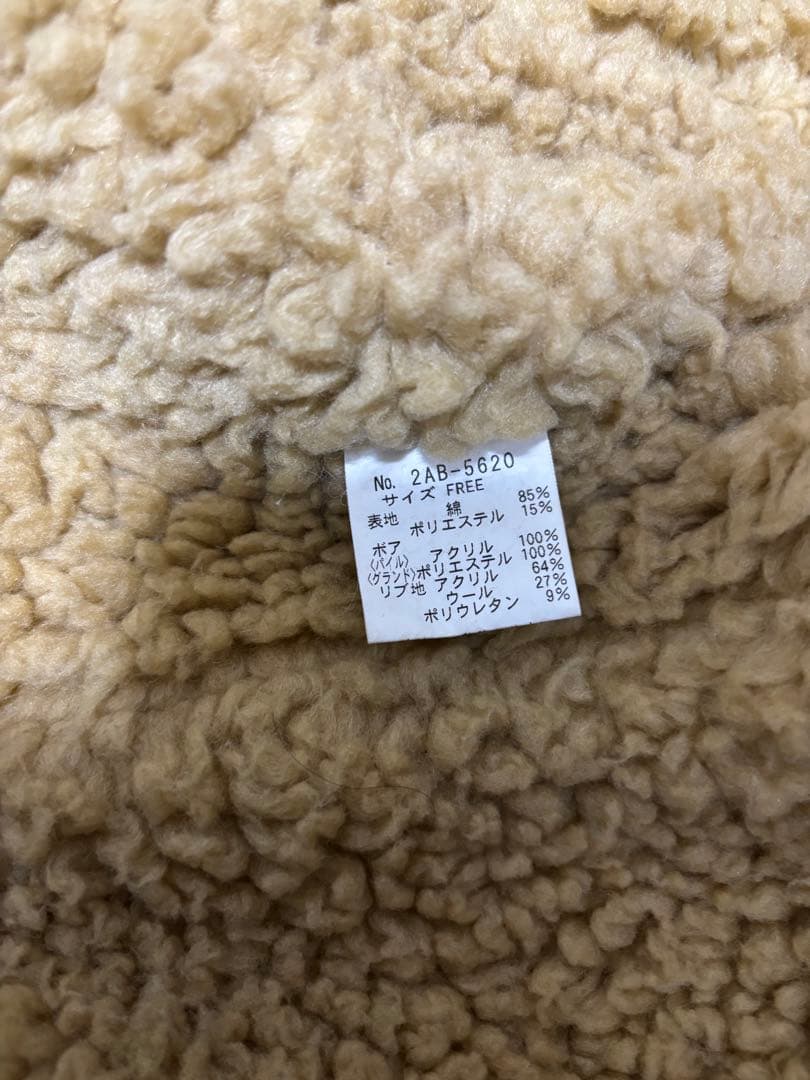 No. 2AB-5620
サイズ FREE
表地 綿 85%
ポリエステル 15%
ボア
〈パイル〉 アクリル 100%
〈グランド〉ポリエステル 100%
リブ地 アクリル 64%
ウール 27%
ポリウレタン 9%